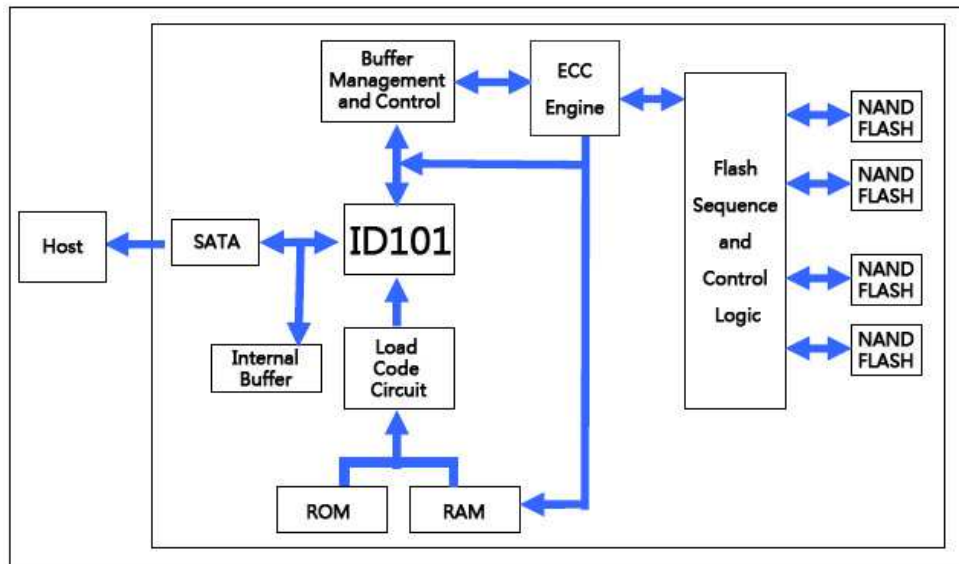 Buffer
Management
and Control
ECC
Engine
Flash
Sequence
and
Control
Logic
NAND
FLASH
NAND
FLASH
NAND
FLASH
NAND
FLASH
Host
SATA
ID101
Internal
Buffer
Load
Code
Circuit
ROM
RAM